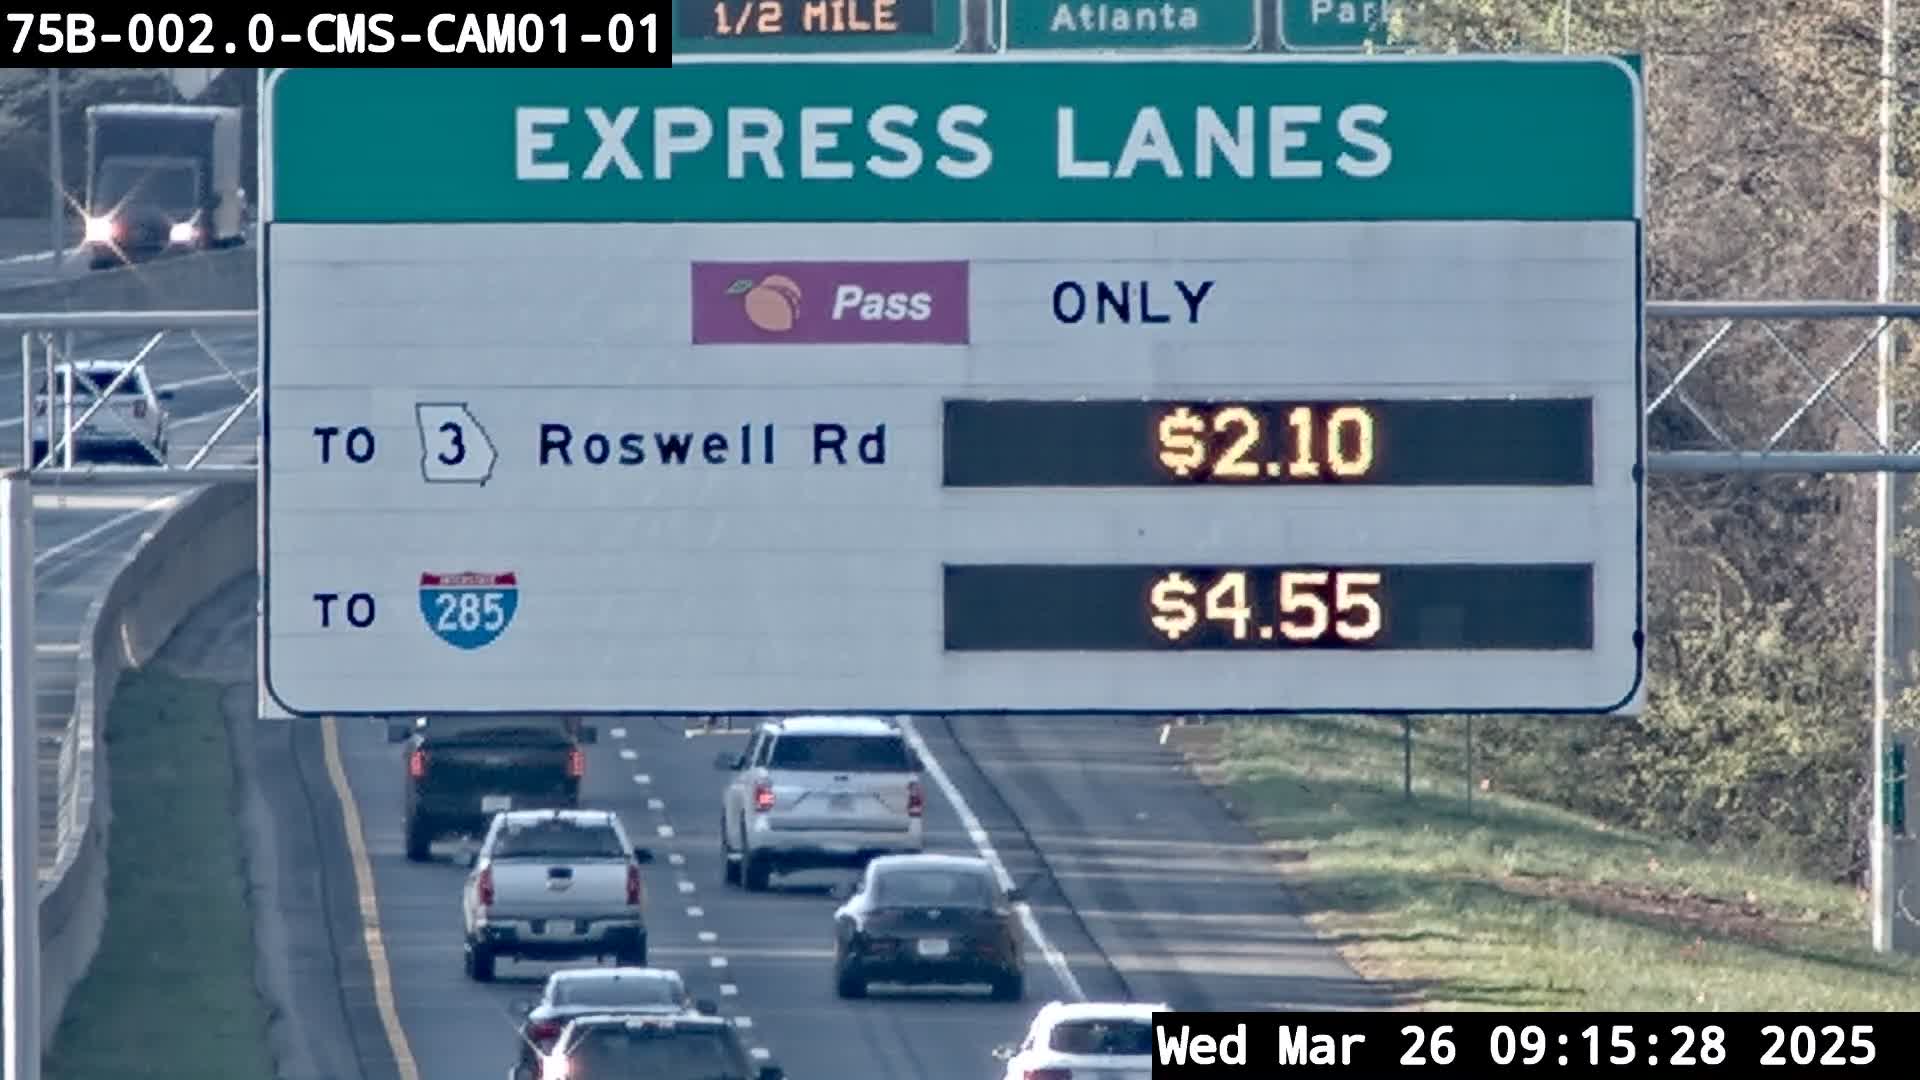 75B-002.0-CMS-CAM01-01
1/2 MILE
Atlanta
EXPRESS LANES
Pass ONLY
TO 3 Roswell Rd $2.10
TO 285 $4.55
Wed Mar 26 09:15:28 2025